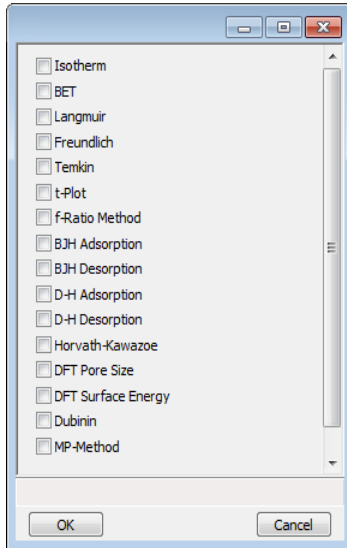 Isotherm
BET
Langmuir
Freundlich
Temkin
t-Plot
f-Ratio Method
BJH Adsorption
BJH Desorption
D-H Adsorption
D-H Desorption
Horvath-Kawazoe
DFT Pore Size
DFT Surface Energy
Dubinin
MP-Method
OK
Cancel